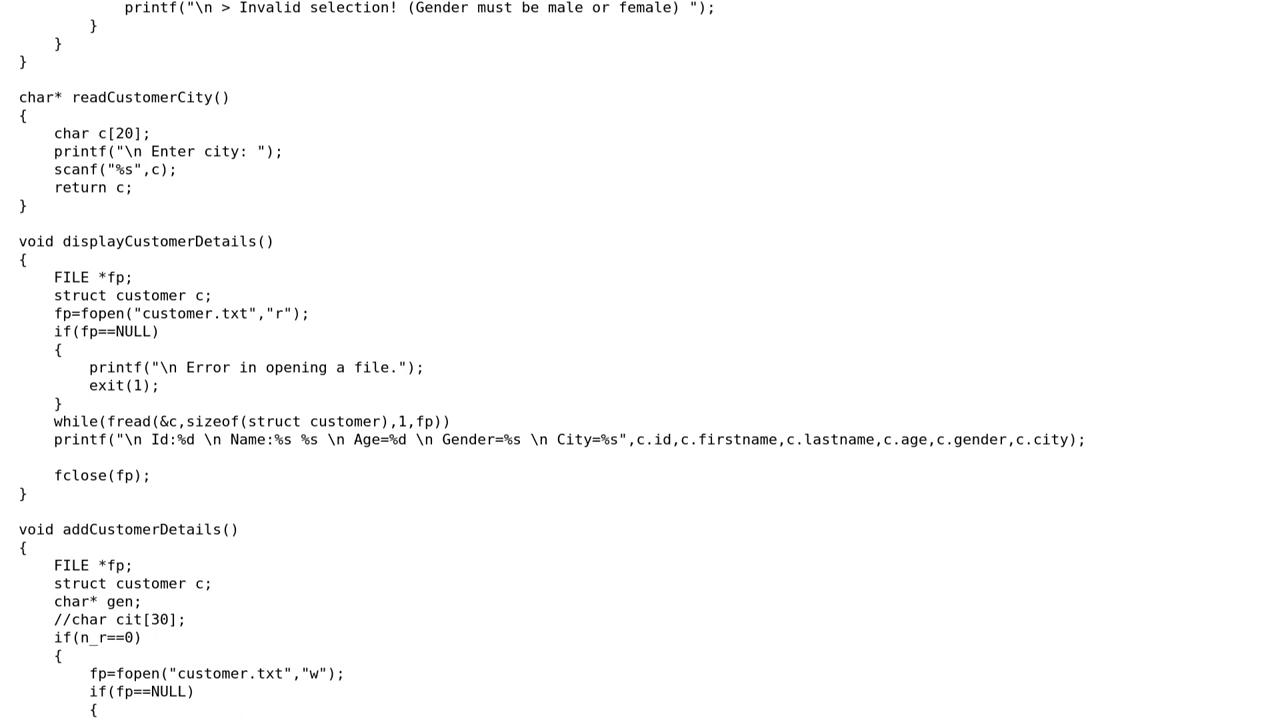 printf("\n > Invalid selection! (Gender must be male or female) ");
            }
        }
    }

char* readCustomerCity()
{
    char c[20];
    printf("\n Enter city: ");
    scanf("%s",c);
    return c;
}

void displayCustomerDetails()
{
    FILE *fp;
    struct customer c;
    fp=fopen("customer.txt","r");
    if(fp==NULL)
    {
        printf("\n Error in opening a file.");
        exit(1);
    }
    while(fread(&c,sizeof(struct customer),1,fp))
    printf("\n Id:%d \n Name:%s %s \n Age=%d \n Gender=%s \n City=%s",c.id,c.firstname,c.lastname,c.age,c.gender,c.city);

    fclose(fp);
}

void addCustomerDetails()
{
    FILE *fp;
    struct customer c;
    char* gen;
    //char cit[30];
    if(n_r==0)
    {
        fp=fopen("customer.txt","w");
        if(fp==NULL)
        {